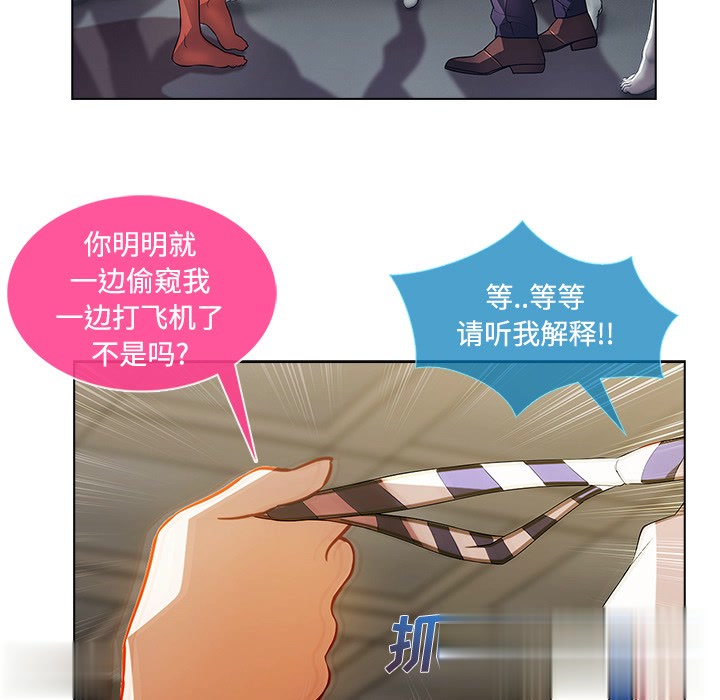 你明明就
一边偷窥我
一边打飞机了
不是吗?
等..等等
请听我解释!!
抓